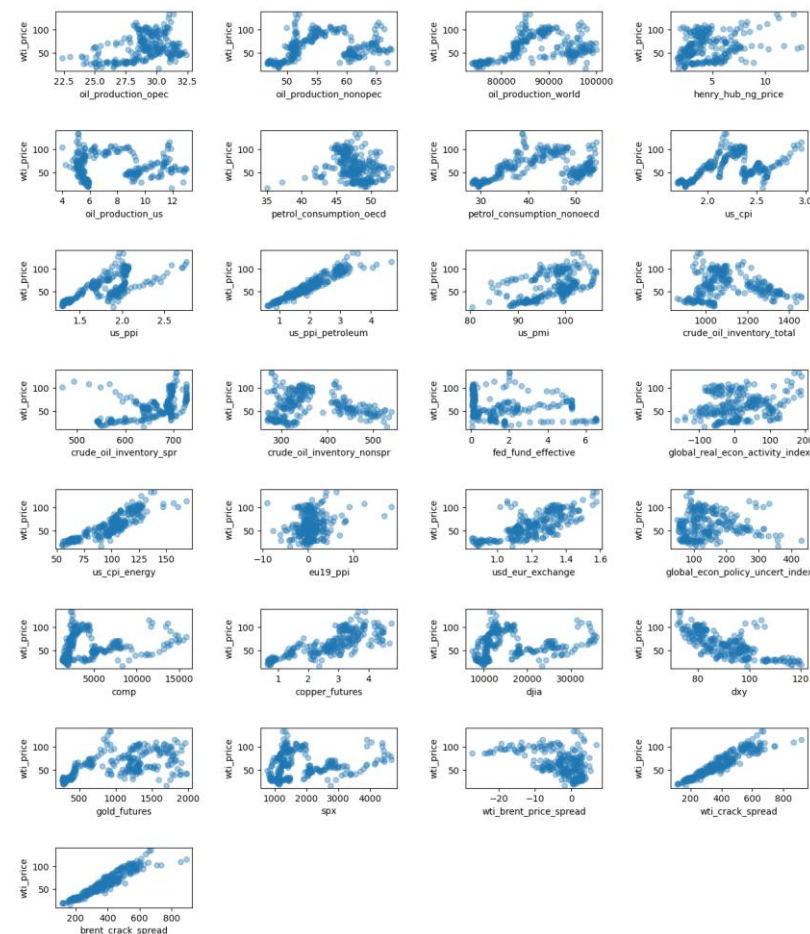 wti_price 100 50 22.5 25.0 27.5 30.0 32.5 oil_production_opec
wti_price 100 50 50 55 60 65 oil_production_nonopec
wti_price 100 50 80000 90000 100000 oil_production_world
wti_price 100 50 5 10 henry_hub_ng_price
wti_price 100 50 4 6 8 10 12 oil_production_us
wti_price 100 50 35 40 45 50 petrol_consumption_oecd
wti_price 100 50 30 40 50 petrol_consumption_nonoecd
wti_price 100 50 2.0 2.5 3.0 us_cpi
wti_price 100 50 1.5 2.0 2.5 us_ppi
wti_price 100 50 1 2 3 4 us_ppi_petroleum
wti_price 100 50 80 90 100 us_pmi
wti_price 100 50 1000 1200 1400 crude_oil_inventory_total
wti_price 100 50 500 600 700 crude_oil_inventory_spr
wti_price 100 50 300 400 500 crude_oil_inventory_nonspr
wti_price 100 50 0 2 4 6 fed_fund_effective
wti_price 100 50 −100 0 100 200 global_real_econ_activity_index
wti_price 100 50 50 75 100 125 150 us_cpi_energy
wti_price 100 50 −10 0 10 eu19_ppi
wti_price 100 50 1.0 1.2 1.4 1.6 usd_eur_exchange
wti_price 100 50 100 200 300 400 global_econ_policy_uncert_index
wti_price 100 50 5000 10000 15000 comp
wti_price 100 50 1 2 3 4 copper_futures
wti_price 100 50 10000 20000 30000 djia
wti_price 100 50 80 100 120 dxy
wti_price 100 50 500 1000 1500 2000 gold_futures
wti_price 100 50 1000 2000 3000 4000 spx
wti_price 100 50 −20 −10 0 wti_brent_price_spread
wti_price 100 50 200 400 600 800 wti_crack_spread
wti_price 100 50 200 400 600 800 brent_crack_spread